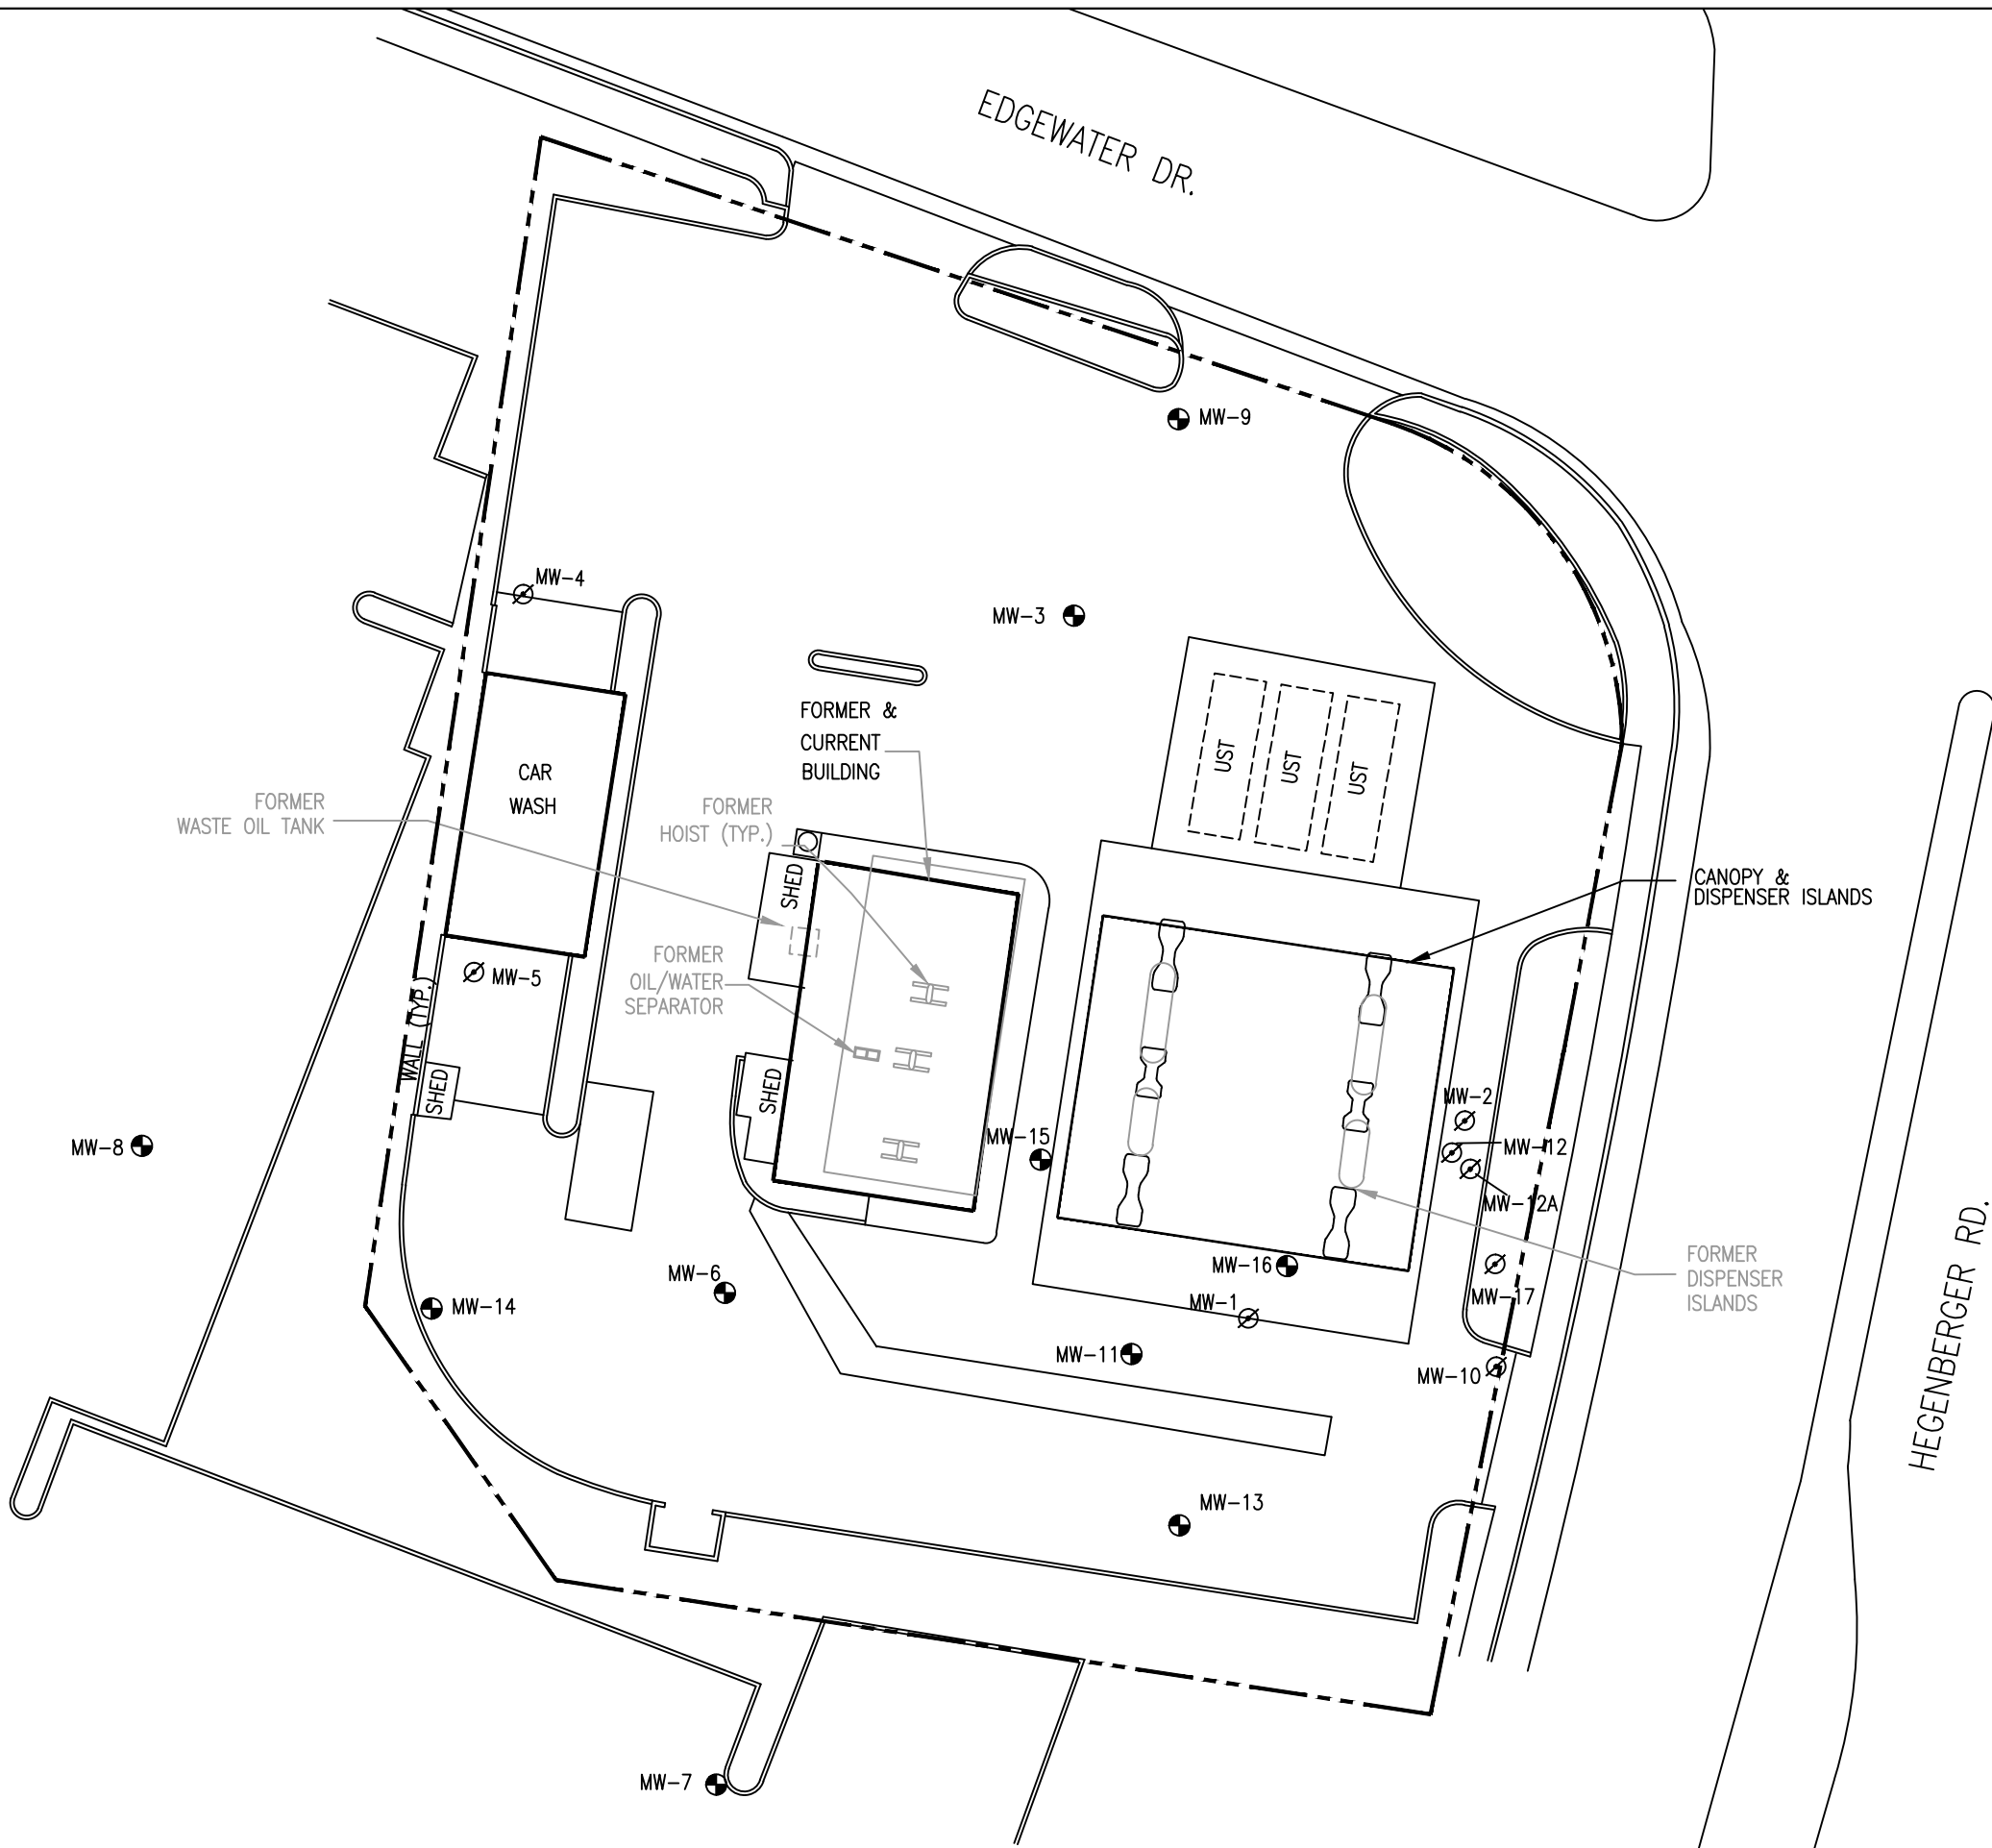 EDGEWATER DR.
MW-9
MW-4
MW-3
FORMER &
CURRENT
BUILDING
UST
UST
UST
CAR
WASH
FORMER
WASTE OIL TANK
FORMER
HOIST (TYP.)
SHED
CANOPY &
DISPENSER ISLANDS
FORMER
OIL/WATER
SEPARATOR
MW-5
WALL (TYP.)
SHED
SHED
MW-2
MW-8
MW-15
MW-12
MW-12A
HEGENBERGER RD.
MW-6
MW-16
FORMER
DISPENSER
ISLANDS
MW-14
MW-1
MW-17
MW-11
MW-10
MW-13
MW-7